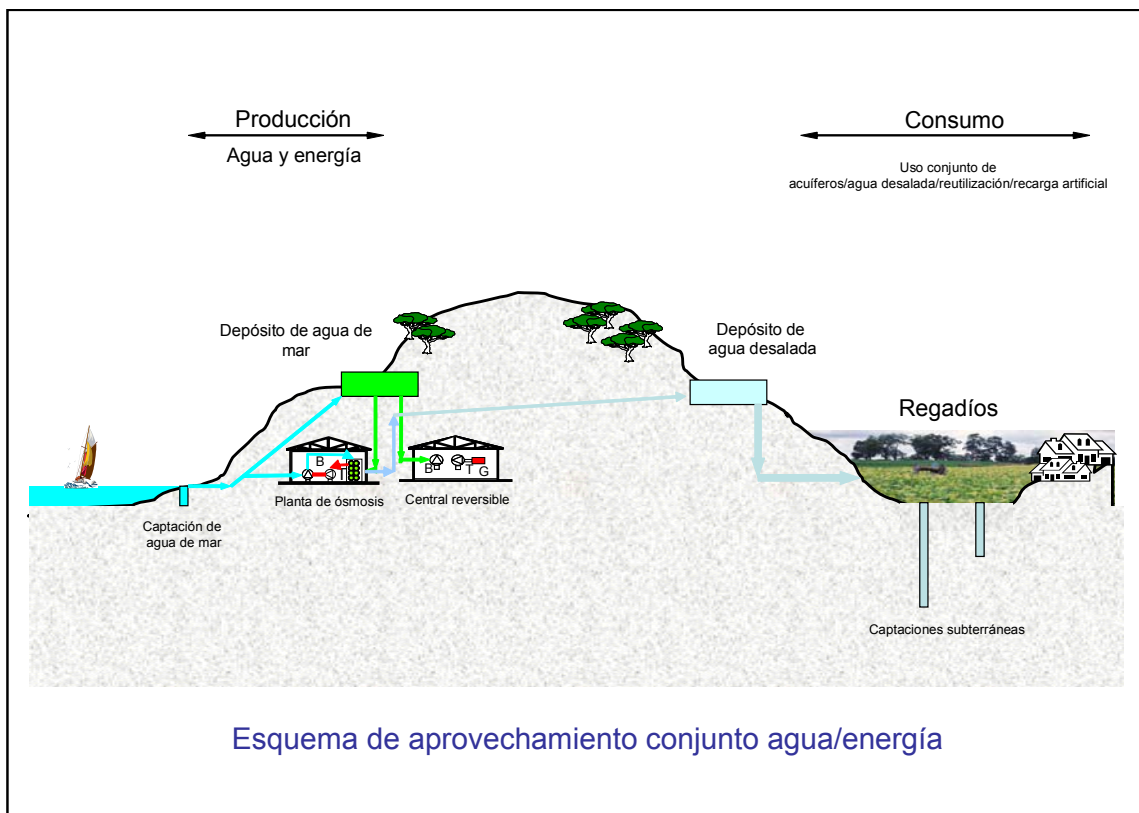 Producción
Agua y energía
Consumo
Uso conjunto de
acuíferos/agua desalada/reutilización/recarga artificial
Depósito de agua de
mar
Depósito de
agua desalada
Regadíos
B
T
B
T
G
Planta de ósmosis
Central reversible
Captación de
agua de mar
Captaciones subterráneas
Esquema de aprovechamiento conjunto agua/energía